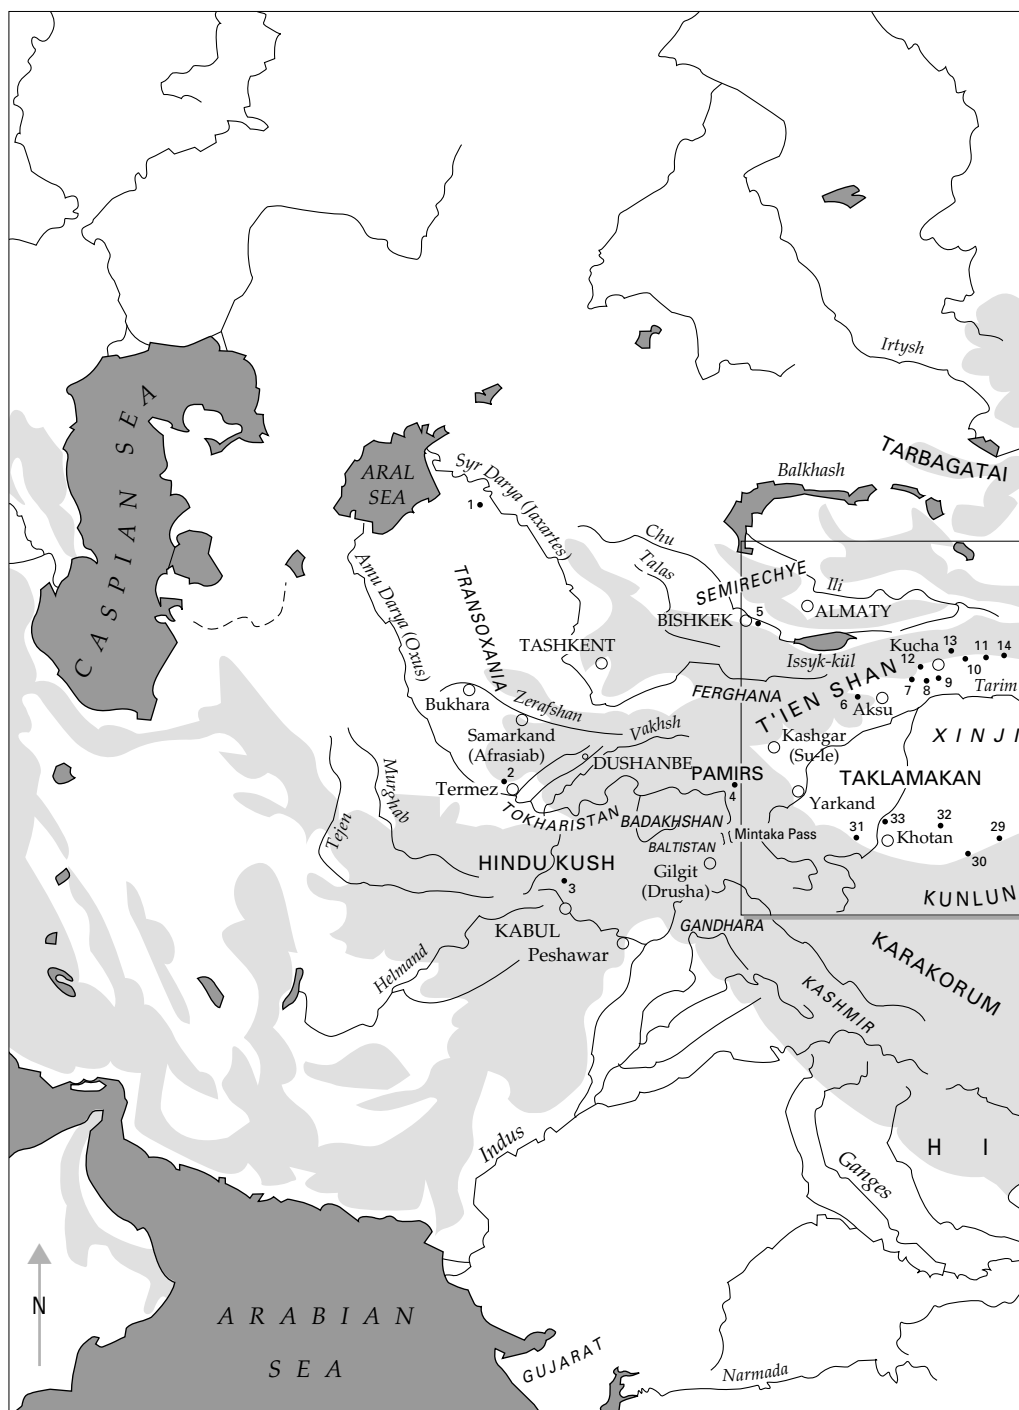 Irtysh
TARBAGATAI
Balkhash
CASPIAN SEA
ARAL
SEA
Syr Darya (Jaxartes)
1
Chu
Talas
SEMIRECHYE
Ili
Amu Darya (Oxus)
TRANSOXANIA
BISHKEK
5
ALMATY
TASHKENT
Issyk-kül
Kucha
13
11
14
12
10
7
8
9
Tarim
FERGHANA
T'IEN SHAN
6
Aksu
Bukhara
Zerafshan
Samarkand
(Afrasiab)
Vakhsh
Kashgar
(Su-le)
XINJI
DUSHANBE
PAMIRS
4
TAKLAMAKAN
2
Termez
Murghab
Tejen
TOKHARISTAN
BADAKHSHAN
Mintaka Pass
Yarkand
33
32
31
29
Khotan
30
BALTISTAN
HINDU KUSH
3
Gilgit
(Drusha)
KUNLUN
KABUL
GANDHARA
Peshawar
Helmand
KARAKORUM
KASHMIR
Indus
H I
Ganges
N
ARABIAN
SEA
GUJARAT
Narmada